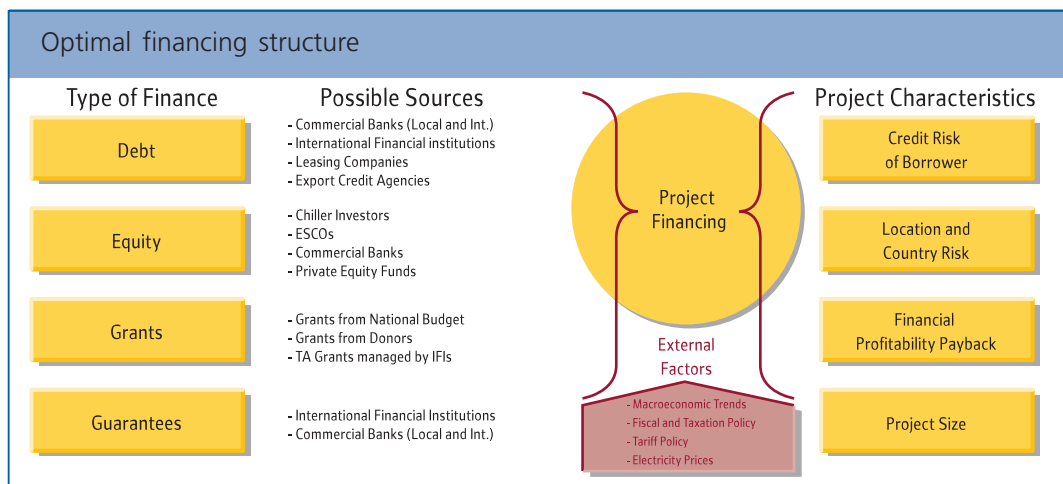 Optimal financing structure
Type of Finance
Possible Sources
Project Characteristics
Debt
- Commercial Banks (Local and Int.)
- International Financial institutions
- Leasing Companies
- Export Credit Agencies
Equity
- Chiller Investors
- ESCOs
- Commercial Banks
- Private Equity Funds
Grants
- Grants from National Budget
- Grants from Donors
- TA Grants managed by IFIs
Guarantees
- International Financial Institutions
- Commercial Banks (Local and Int.)
Project
Financing
External
Factors
- Macroeconomic Trends
- Fiscal and Taxation Policy
- Tariff Policy
- Electricity Prices
Credit Risk
of Borrower
Location and
Country Risk
Financial
Profitability Payback
Project Size